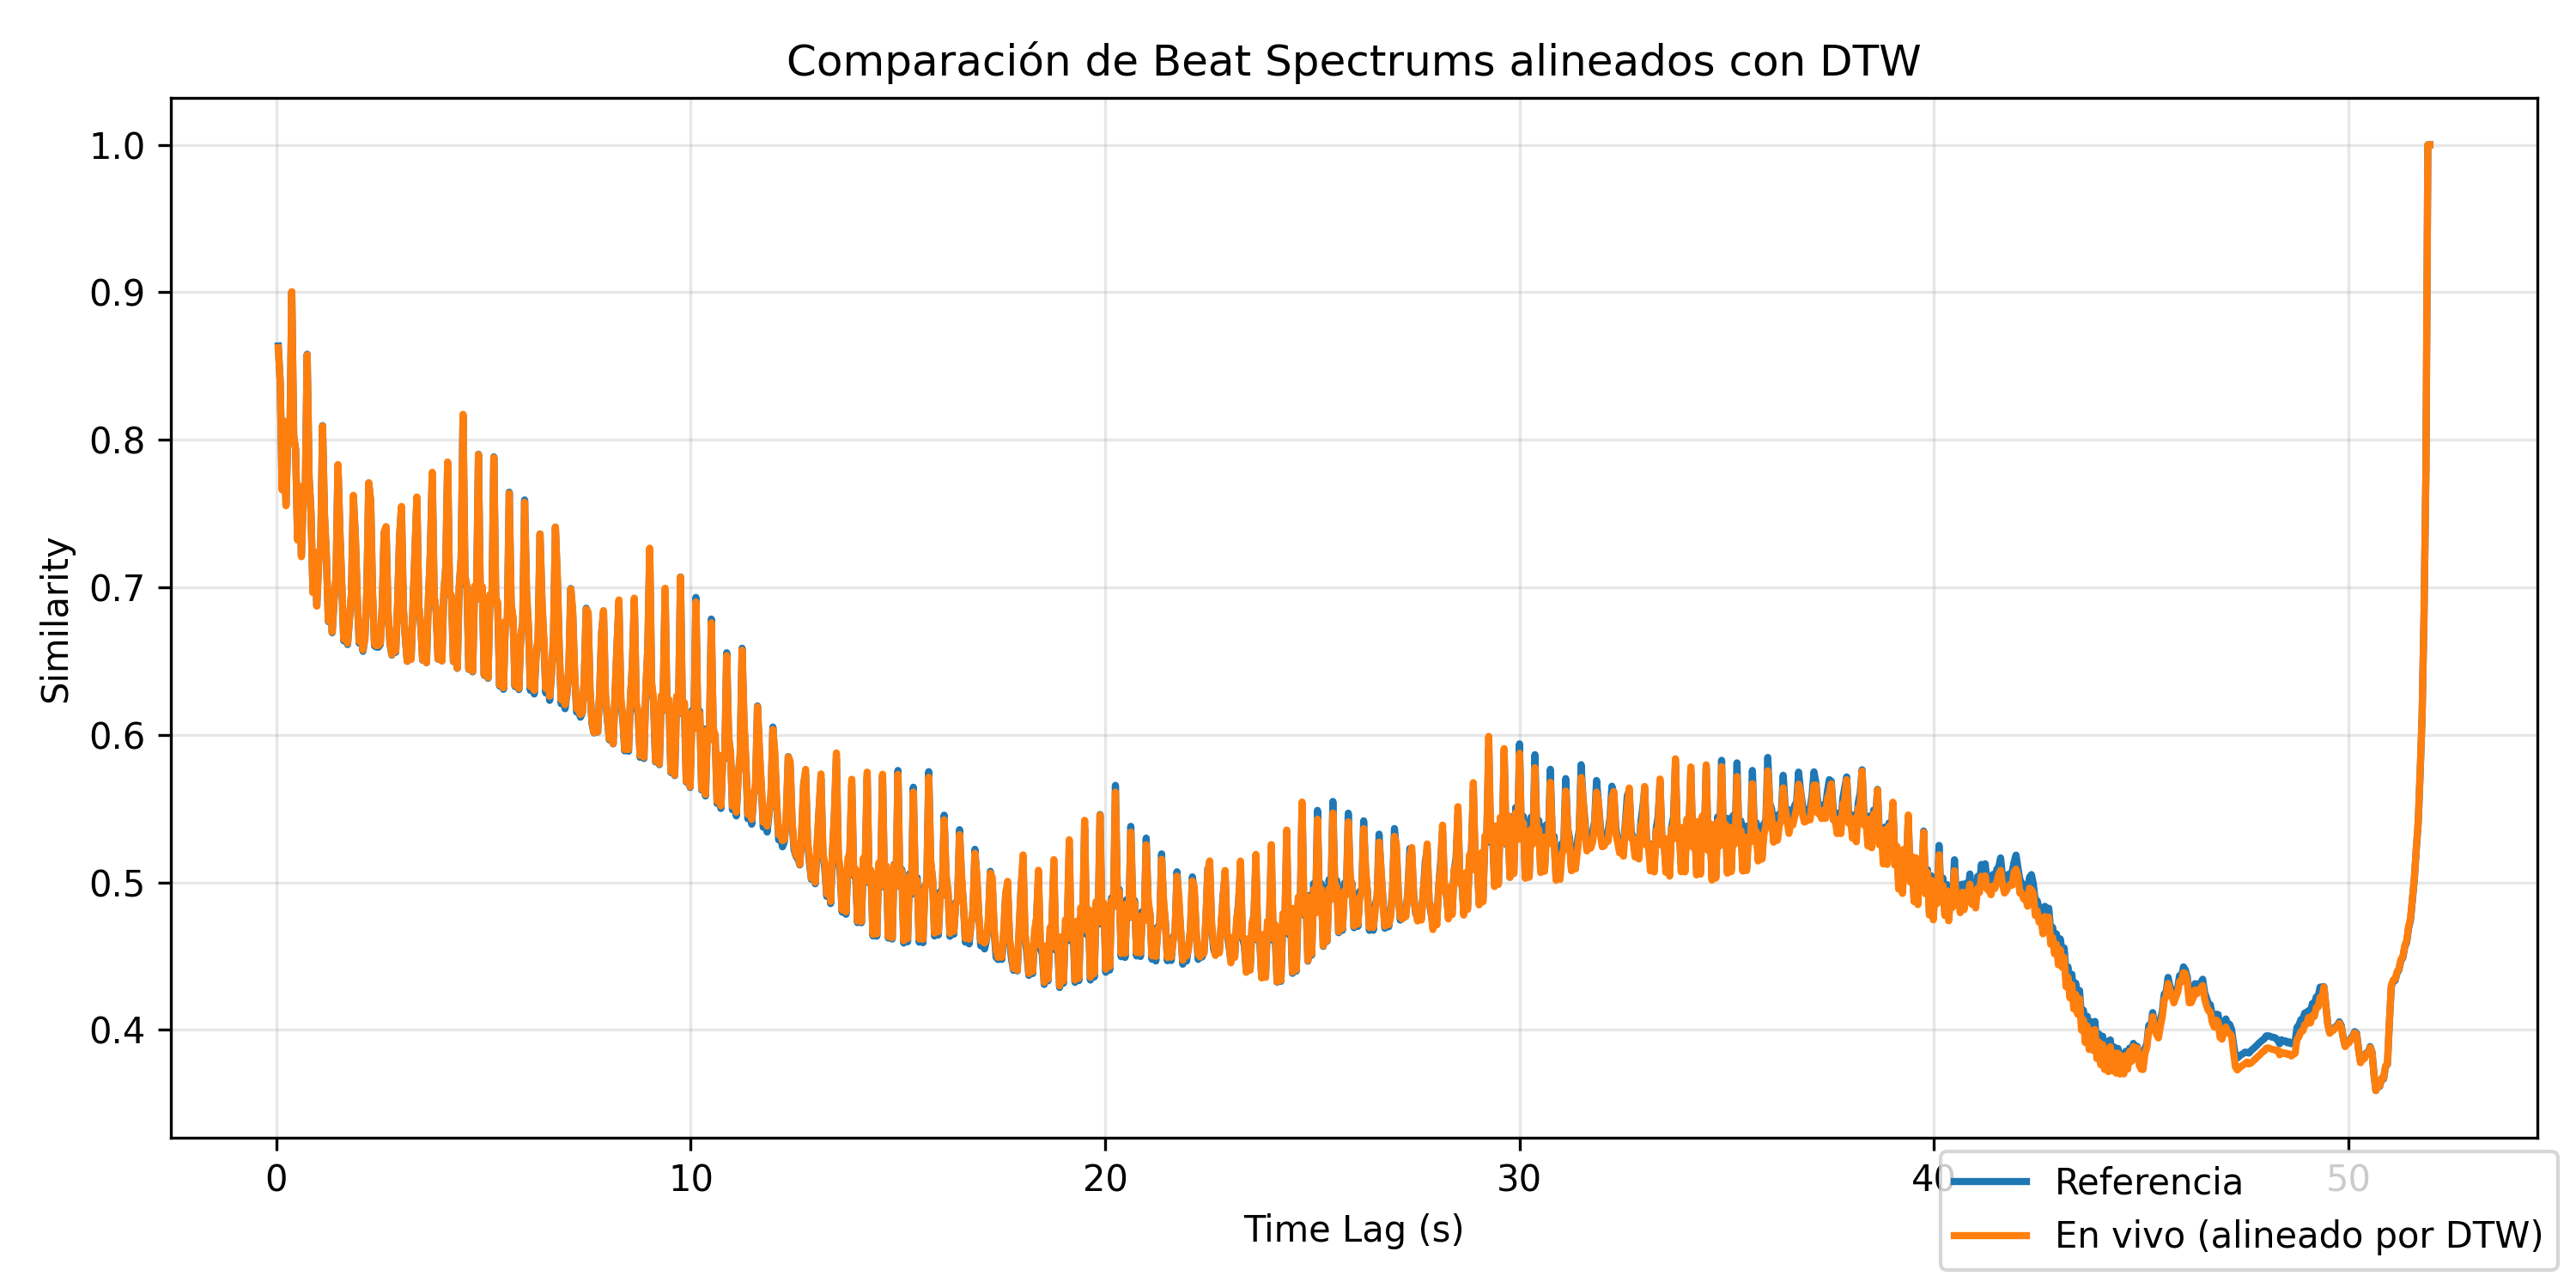 Comparación de Beat Spectrums alineados con DTW
1.0
0.9
0.8
0.7
0.6
0.5
0.4
Similarity
0
10
20
30
40
50
Time Lag (s)
Referencia
En vivo (alineado por DTW)